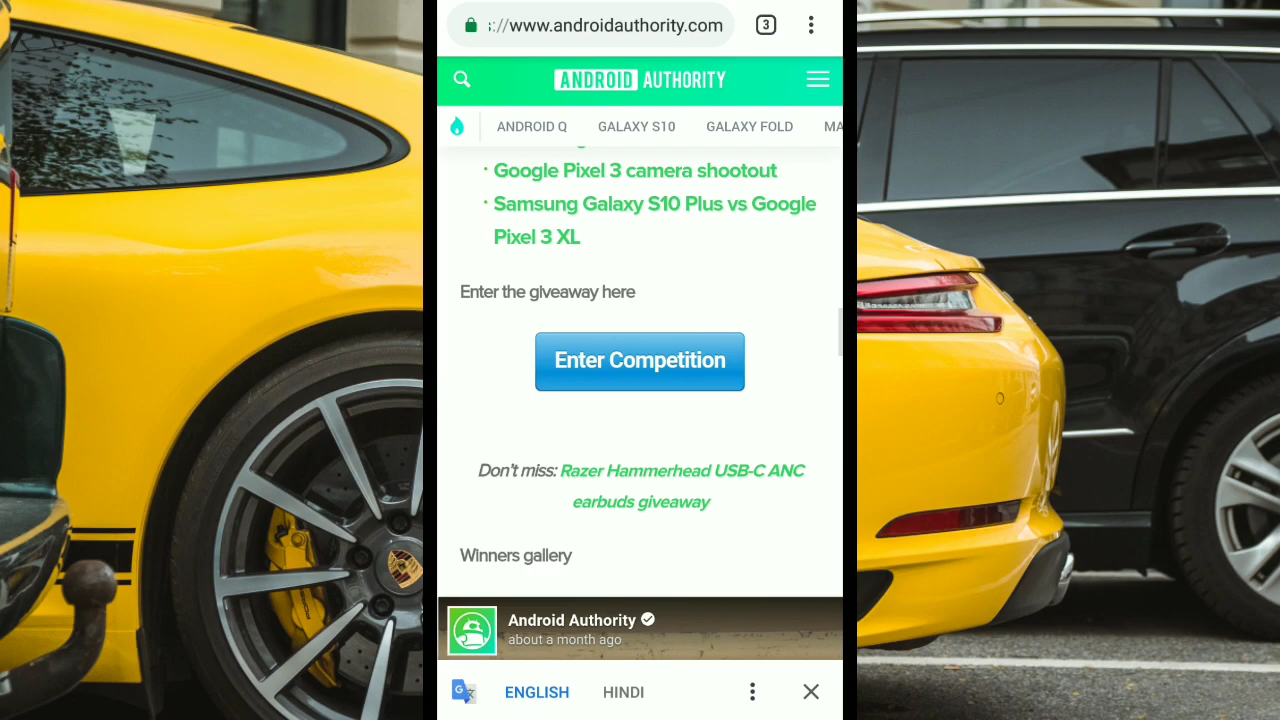 ://www.androidauthority.com
3
ANDROID AUTHORITY
ANDROID Q GALAXY S10 GALAXY FOLD MA
· Google Pixel 3 camera shootout
· Samsung Galaxy S10 Plus vs Google
Pixel 3 XL
Enter the giveaway here
Enter Competition
Don't miss: Razer Hammerhead USB-C ANC
earbuds giveaway
Winners gallery
Android Authority
about a month ago
ENGLISH HINDI